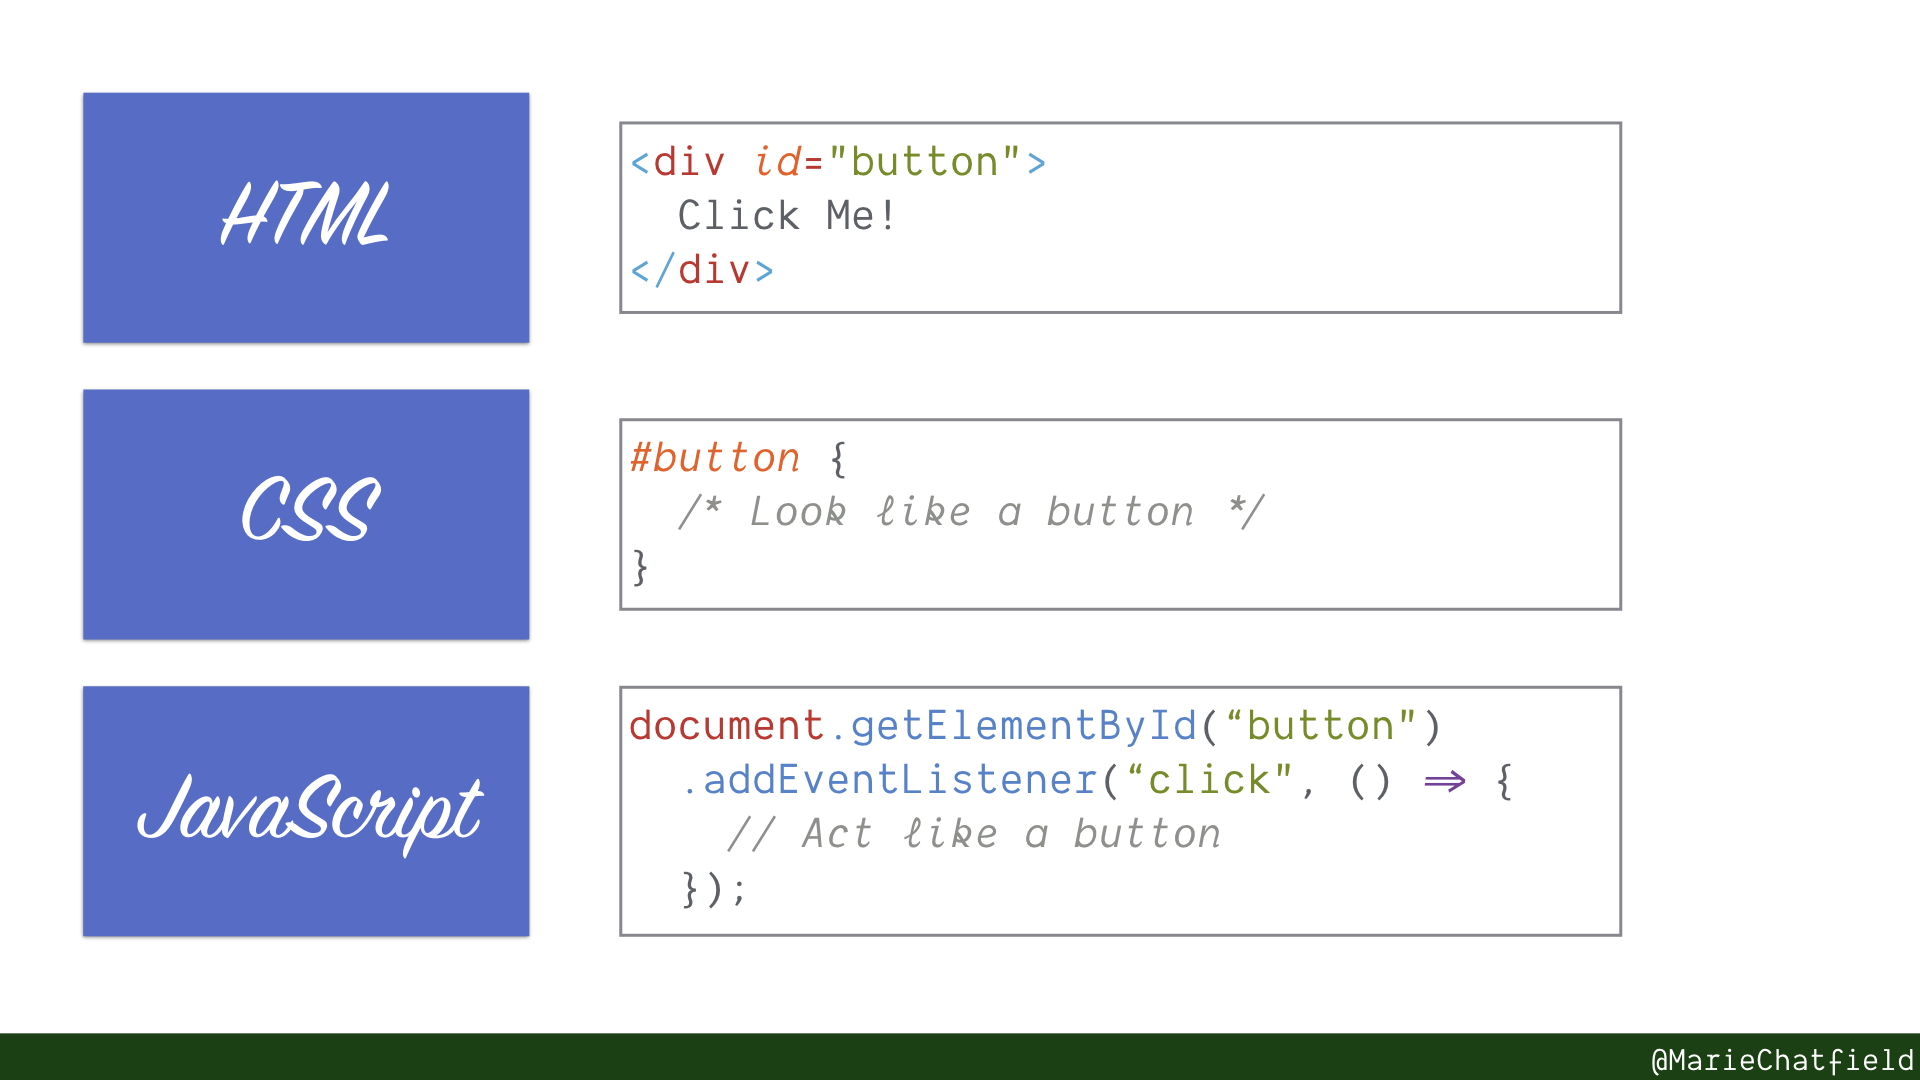 HTML
<div id="button">
  Click Me!
</div>
CSS
#button {
  /* Look like a button */
}
JavaScript
document.getElementById(“button")
  .addEventListener(“click", () => {
    // Act like a button
  });
@MarieChatfield